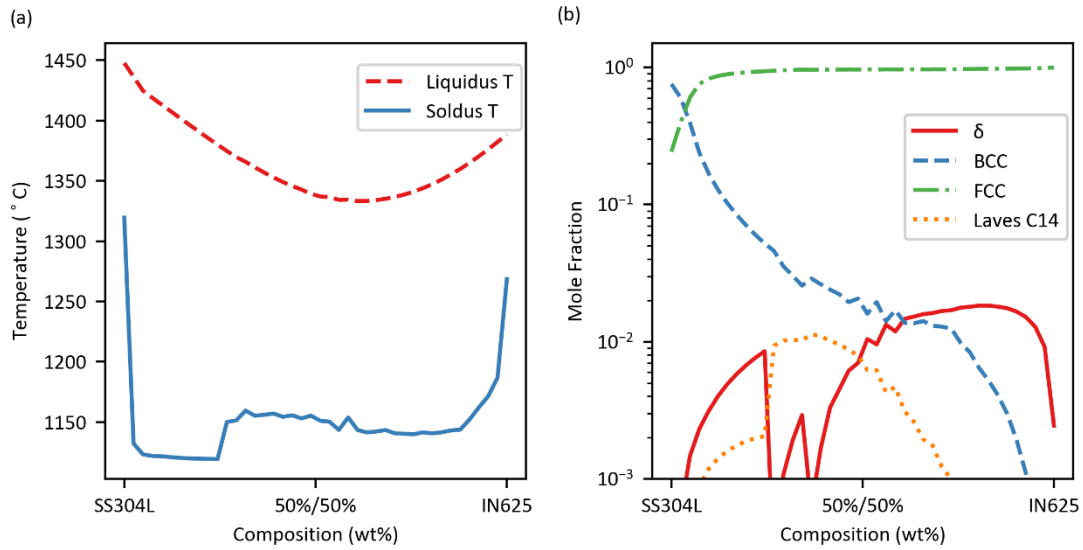 (a)
1450
1400
1350
1300
1250
1200
1150
Temperature (˚C)
Liquidus T
Soldus T
SS304L
50%/50%
IN625
Composition (wt%)
(b)
10⁰
10⁻¹
10⁻²
10⁻³
Mole Fraction
δ
BCC
FCC
Laves C14
SS304L
50%/50%
IN625
Composition (wt%)